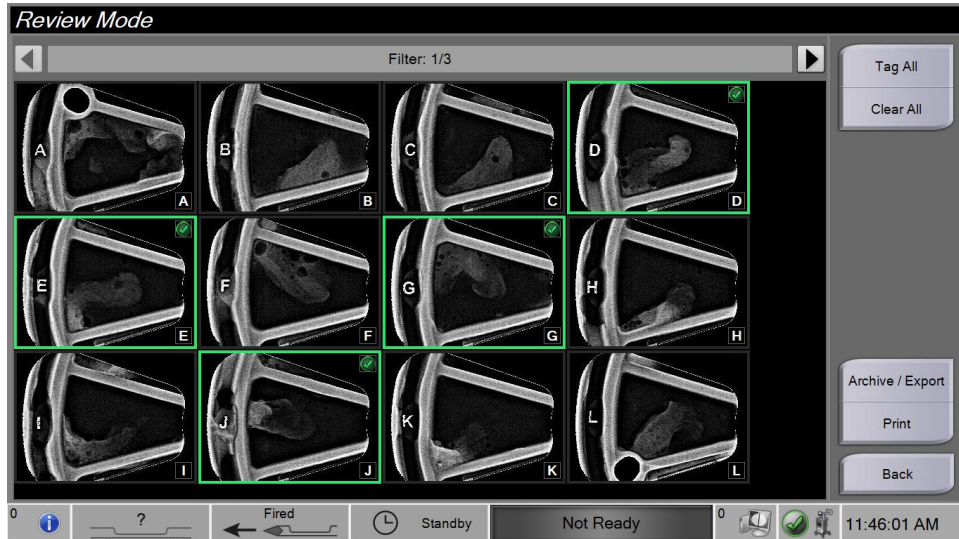 Review Mode
Filter: 1/3
Tag All
Clear All
A A
B B
C C
D D
E E
F F
G G
H H
I I
J J
K K
L L
Archive / Export
Print
Back
0
?
Fired
Standby
Not Ready
0
11:46:01 AM